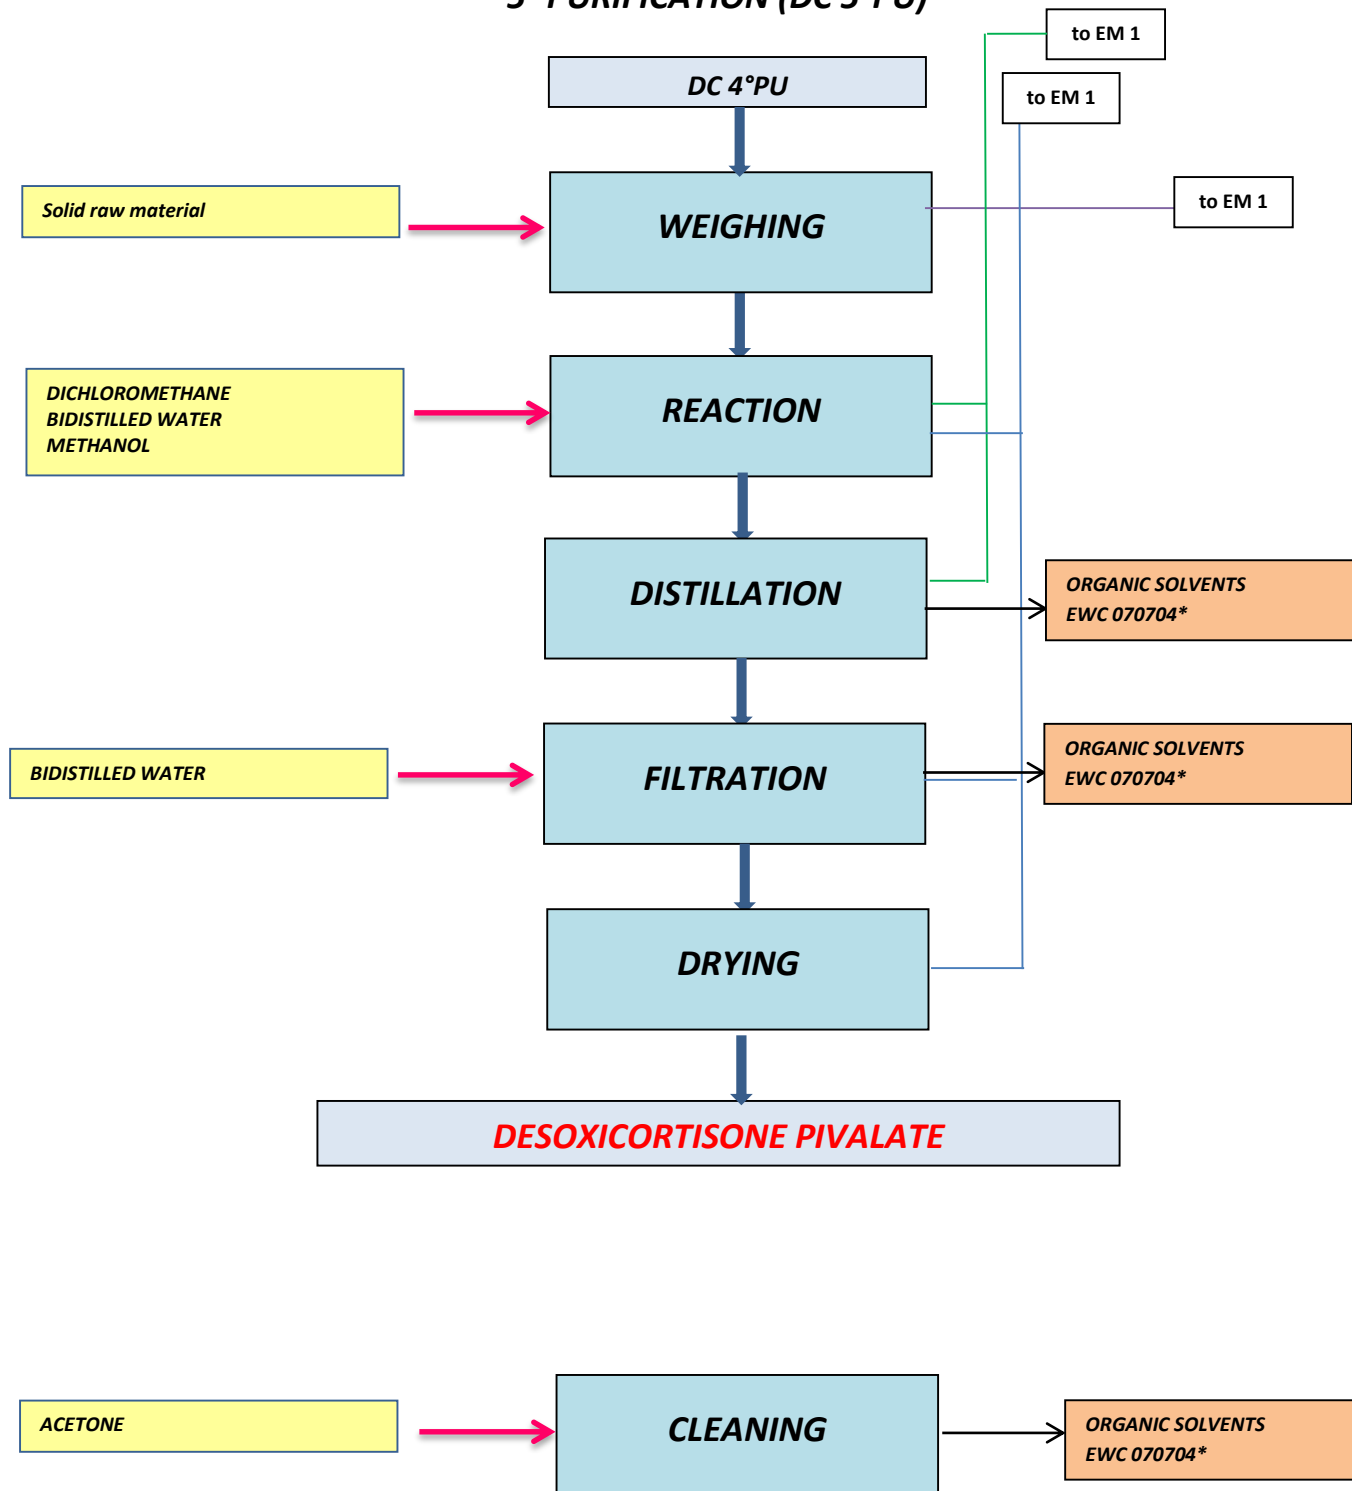 PURIFICATION (DC
to EM 1
DC 4°PU
to EM 1
Solid raw material
WEIGHING
to EM 1
DICHLOROMETHANE
BIDISTILLED WATER
METHANOL
REACTION
DISTILLATION
ORGANIC SOLVENTS
EWC 070704*
BIDISTILLED WATER
FILTRATION
ORGANIC SOLVENTS
EWC 070704*
DRYING
DESOXICORTISONE PIVALATE
ACETONE
CLEANING
ORGANIC SOLVENTS
EWC 070704*